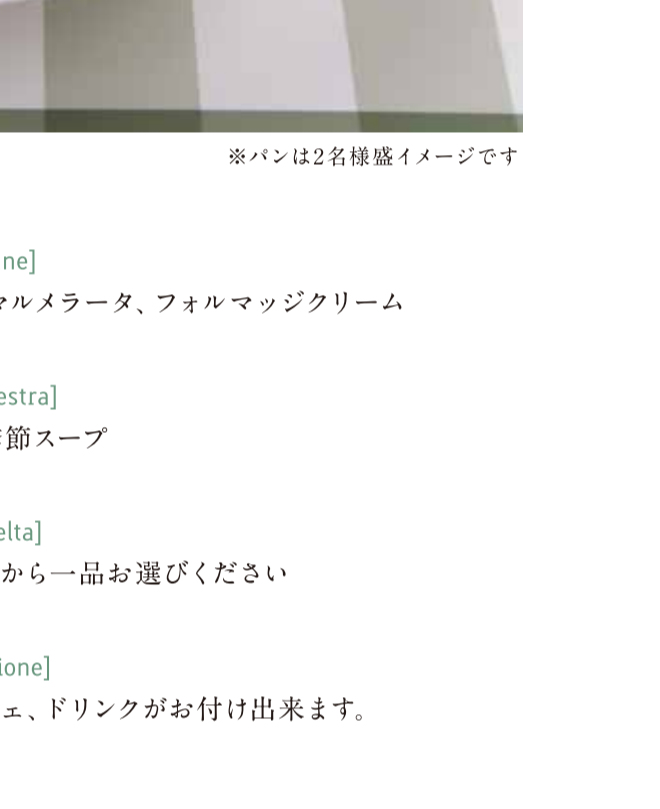 ※パンは2名様盛イメージです
ne]
マルメラータ、フォルマッジクリーム
estra]
季節スープ
elta]
から一品お選びください
ione]
ェ、ドリンクがお付け出来ます。